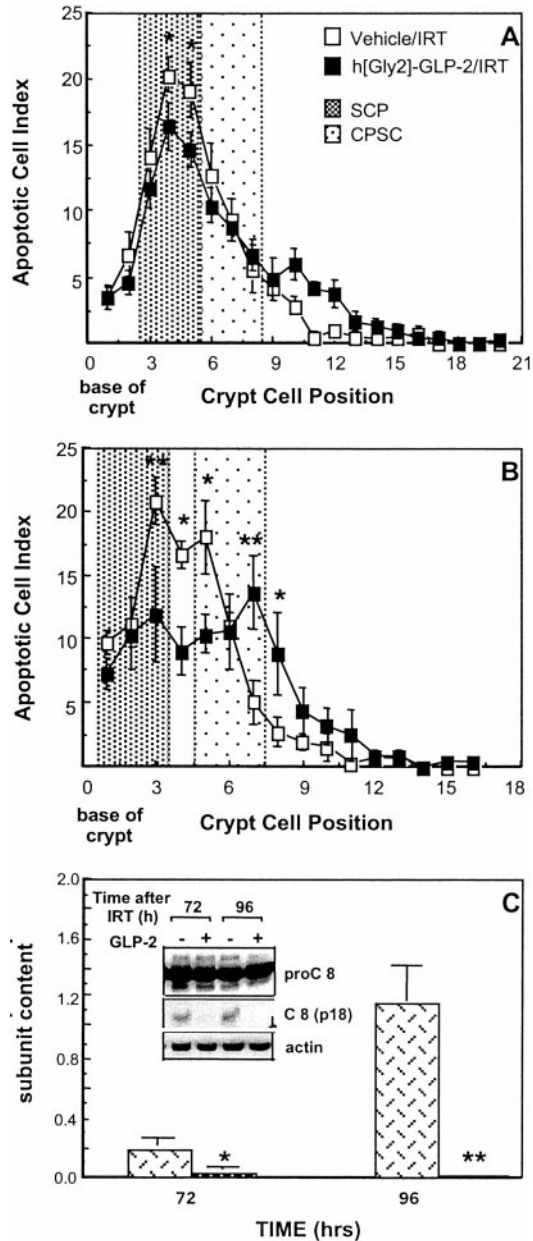 25
20
15
10
5
Apoptotic Cell Index
A
Vehicle/IRT
h[Gly2]-GLP-2/IRT
SCP
CPSC
* *
0 3 6 9 12 15 18 21
base of
crypt
Crypt Cell Position
25
20
15
10
5
Apoptotic Cell Index
B
** * * ** *
0 3 6 9 12 15 18
base of
crypt
Crypt Cell Position
2.0
1.6
1.2
0.8
0.4
0.0
subunit content
C
Time after
IRT (h) 72 96
GLP-2 - + - +
proC 8
C 8 (p18)
actin
* **
72 96
TIME (hrs)